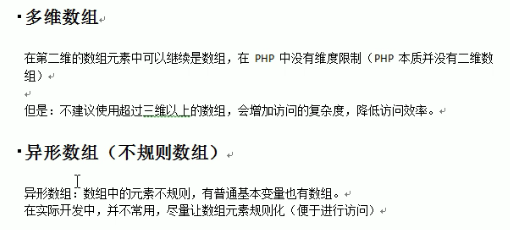 ·多维数组
在第二维的数组元素中可以继续是数组，在 PHP 中没有维度限制（PHP 本质并没有二维数
组）
但是：不建议使用超过三维以上的数组，会增加访问的复杂度，降低访问效率。
·异形数组（不规则数组）
异形数组：数组中的元素不规则，有普通基本变量也有数组。
在实际开发中，并不常用，尽量让数组元素规则化（便于进行访问）